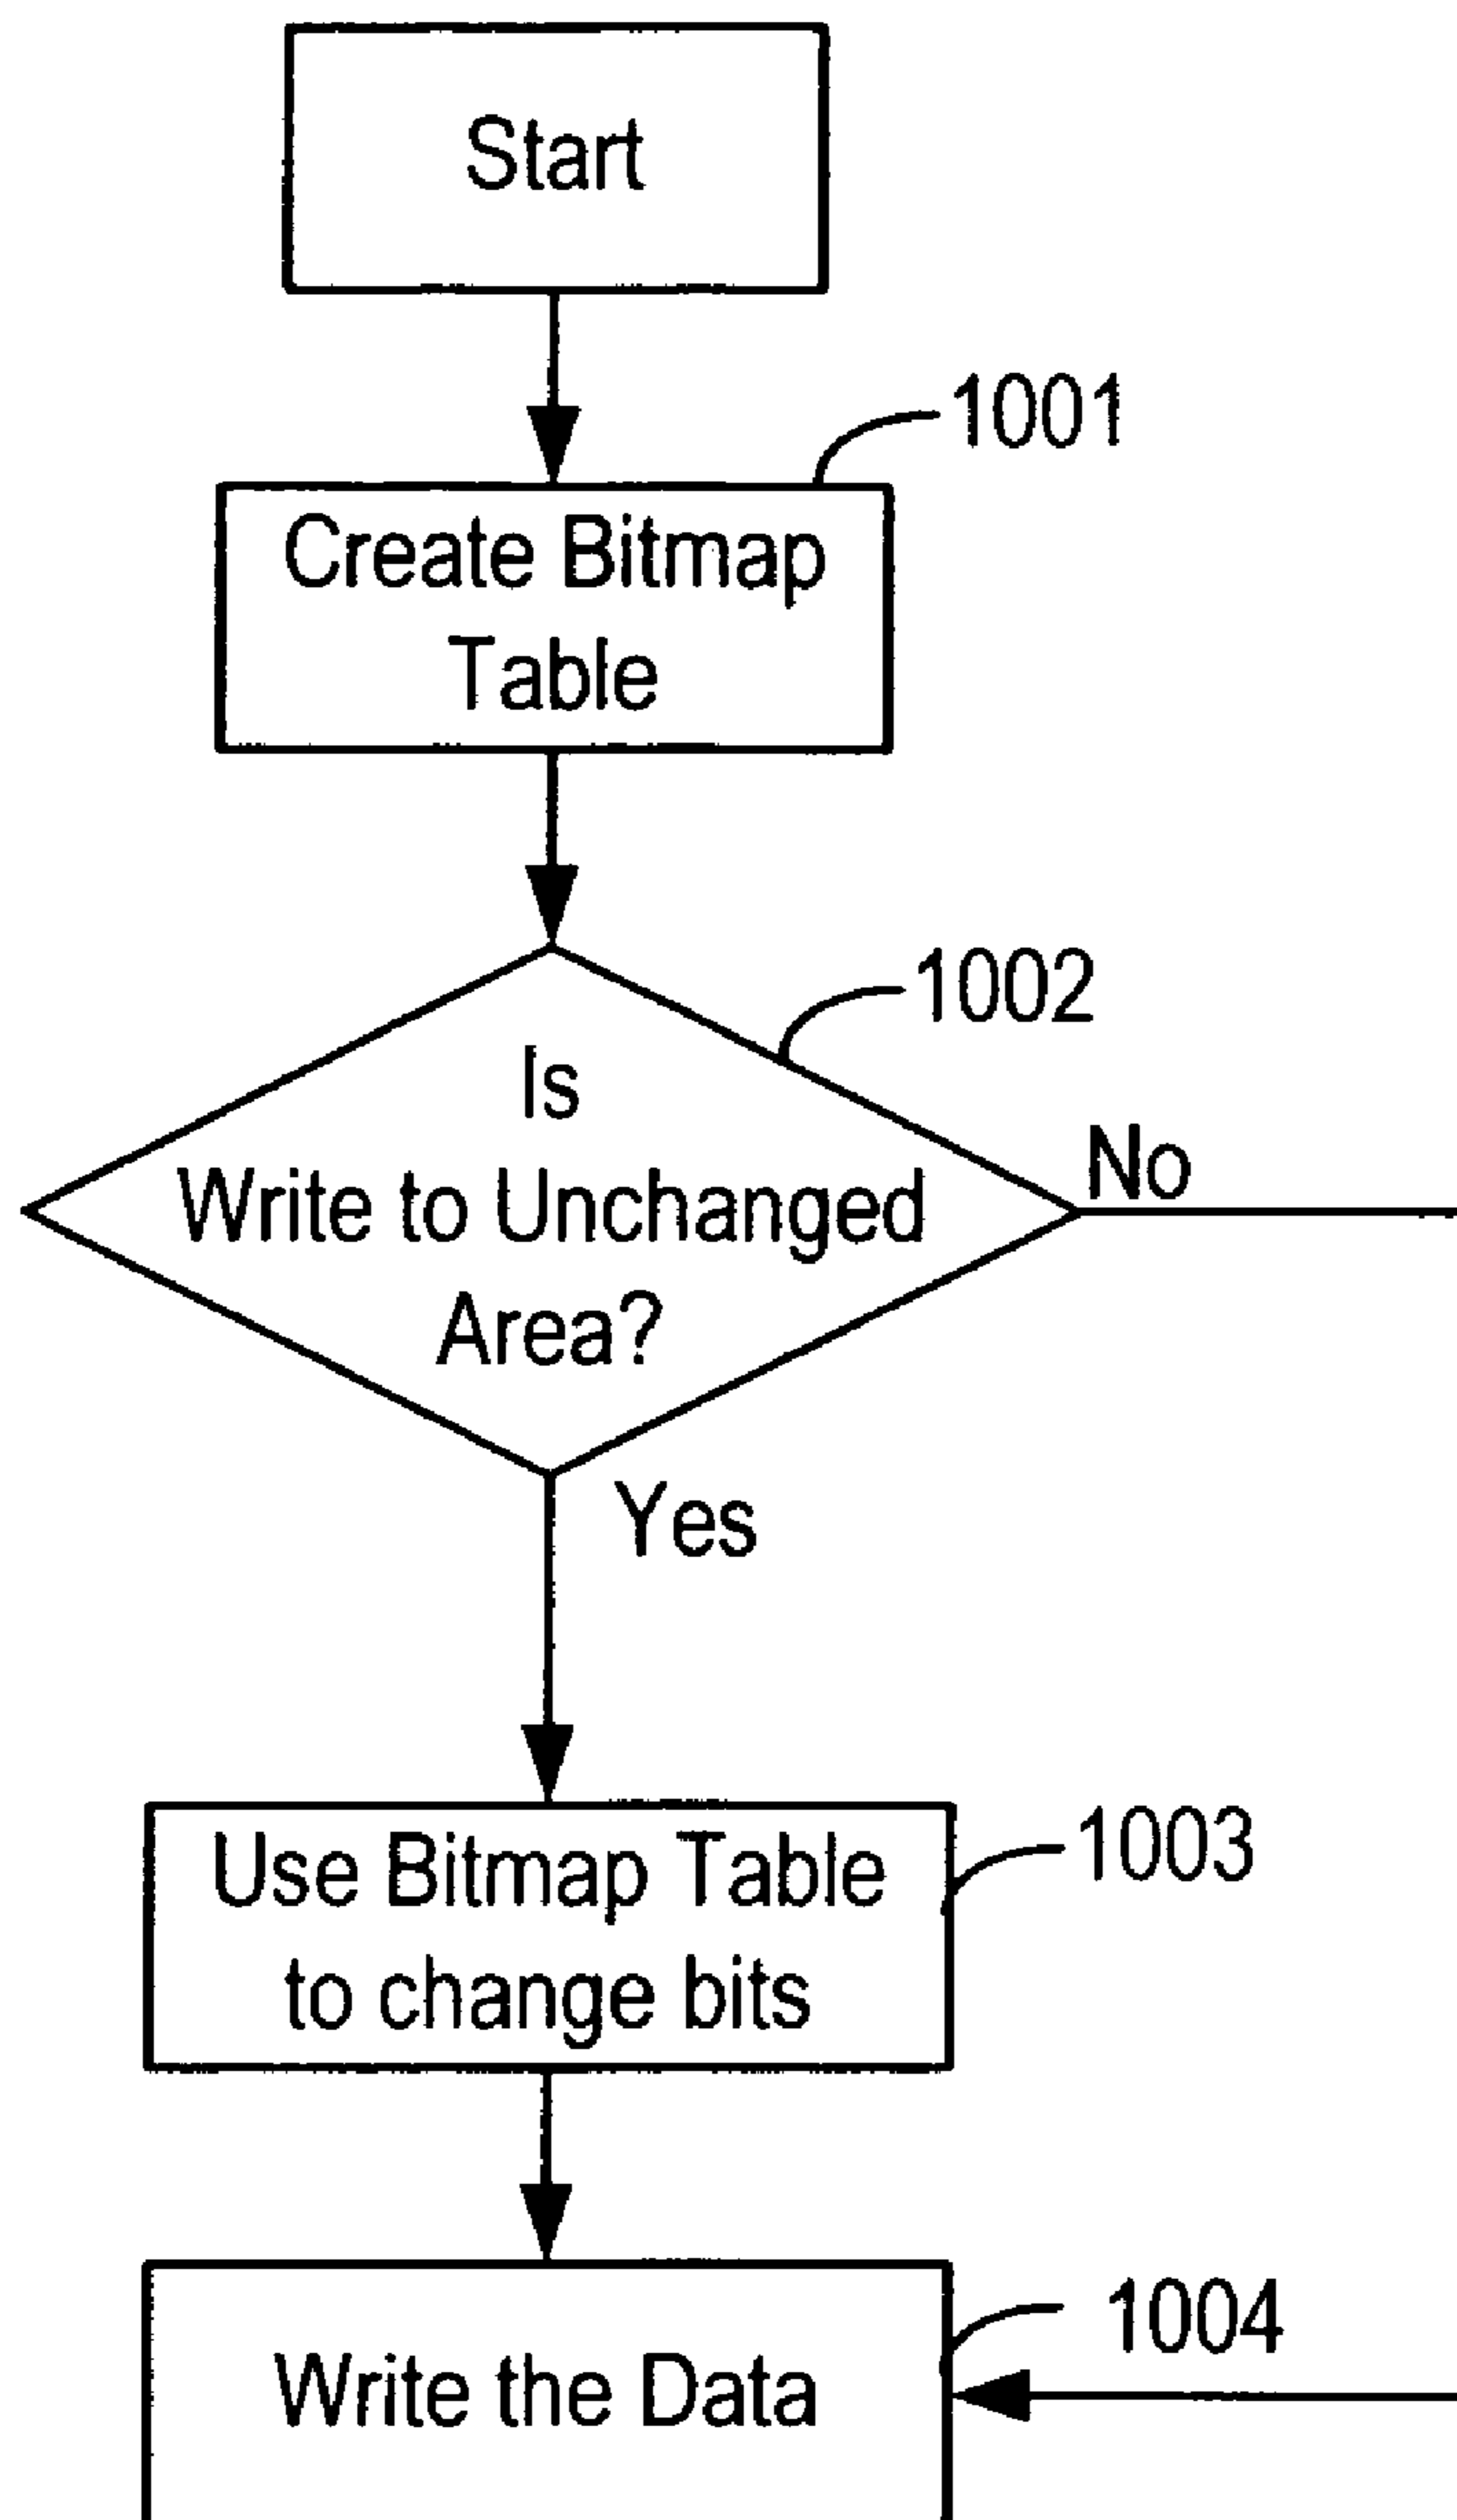 Start
1001
Create Bitmap
Table
1002
Is
Write to Unchanged
Area?
No
Yes
1003
Use Bitmap Table
to change bits
1004
Write the Data